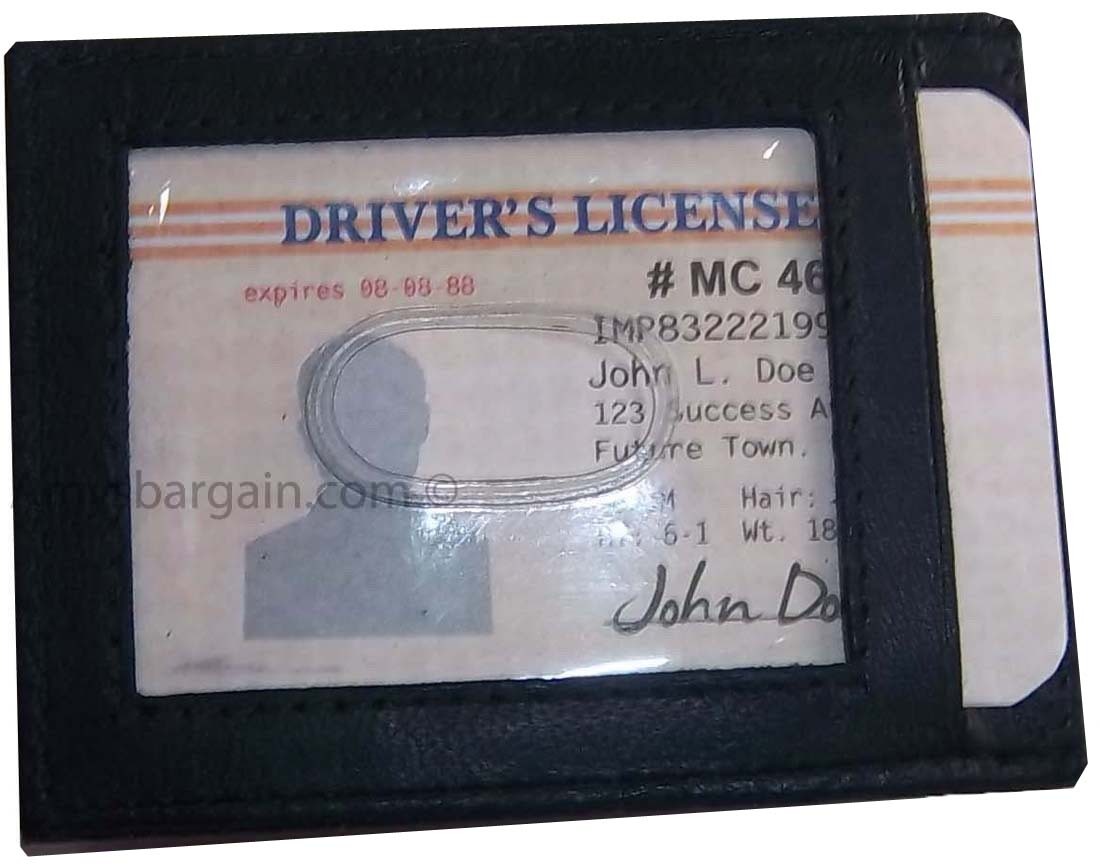 DRIVER'S LICENSE
expires 08-08-88
# MC 46
IMP83222199
John L. Doe
123 Success A
Future Town.
M Hair:
6-1 Wt. 18
John Do
bargain.com ©